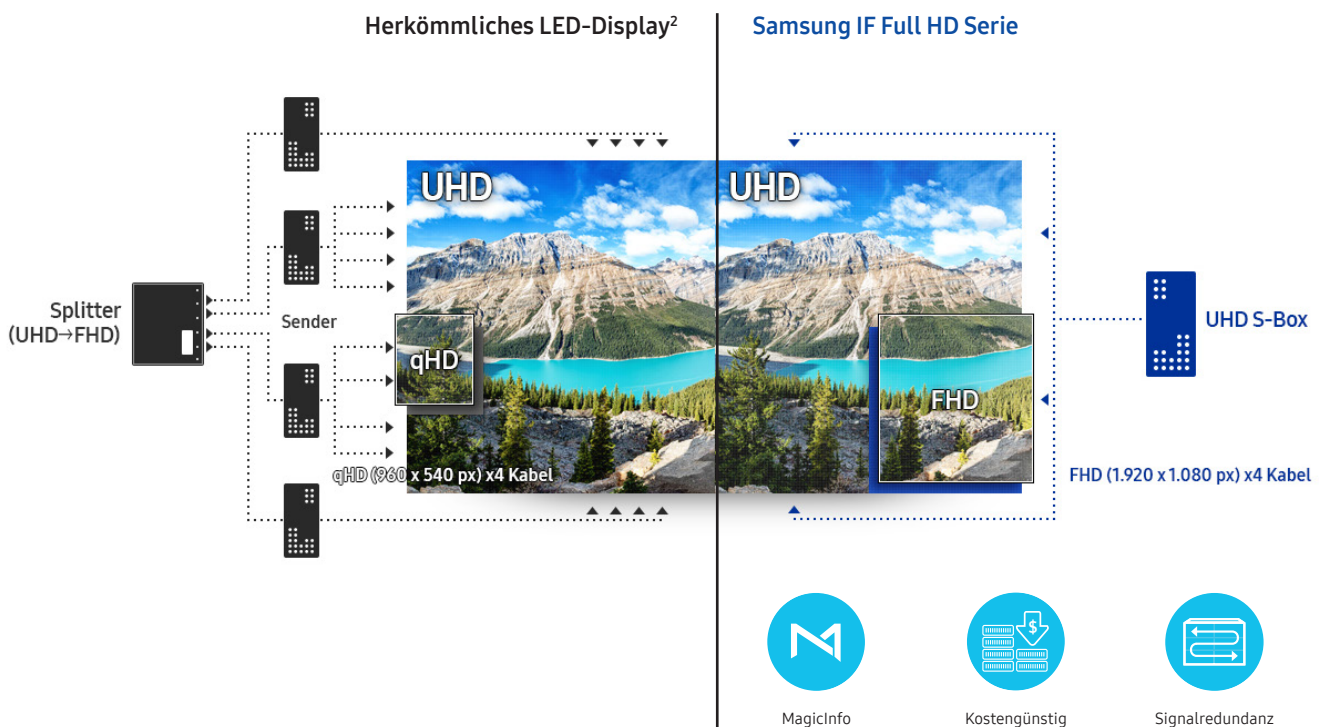 Herkömmliches LED-Display²
Samsung IF Full HD Serie
UHD
UHD
Splitter
(UHD→FHD)
Sender
UHD S-Box
qHD
FHD
qHD (960 x 540 px) x4 Kabel
FHD (1.920 x 1.080 px) x4 Kabel
$
MagicInfo
Kostengünstig
Signalredundanz